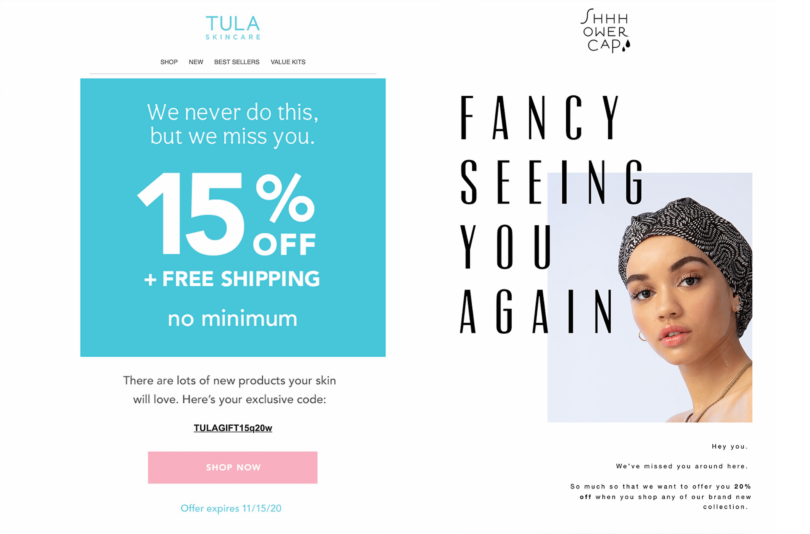 TULA
SKINCARE
SHOP NEW BEST SELLERS VALUE KITS
We never do this,
but we miss you.
15%
OFF
+ FREE SHIPPING
no minimum
There are lots of new products your skin
will love. Here's your exclusive code:
TULAGIFT15q20w
SHOP NOW
Offer expires 11/15/20
SHHH
OWER
CAP
FANCY
SEEING
YOU
AGAIN
Hey you.
We've missed you around here.
So much so that we want to offer you 20%
off when you shop any of our brand new
collection.